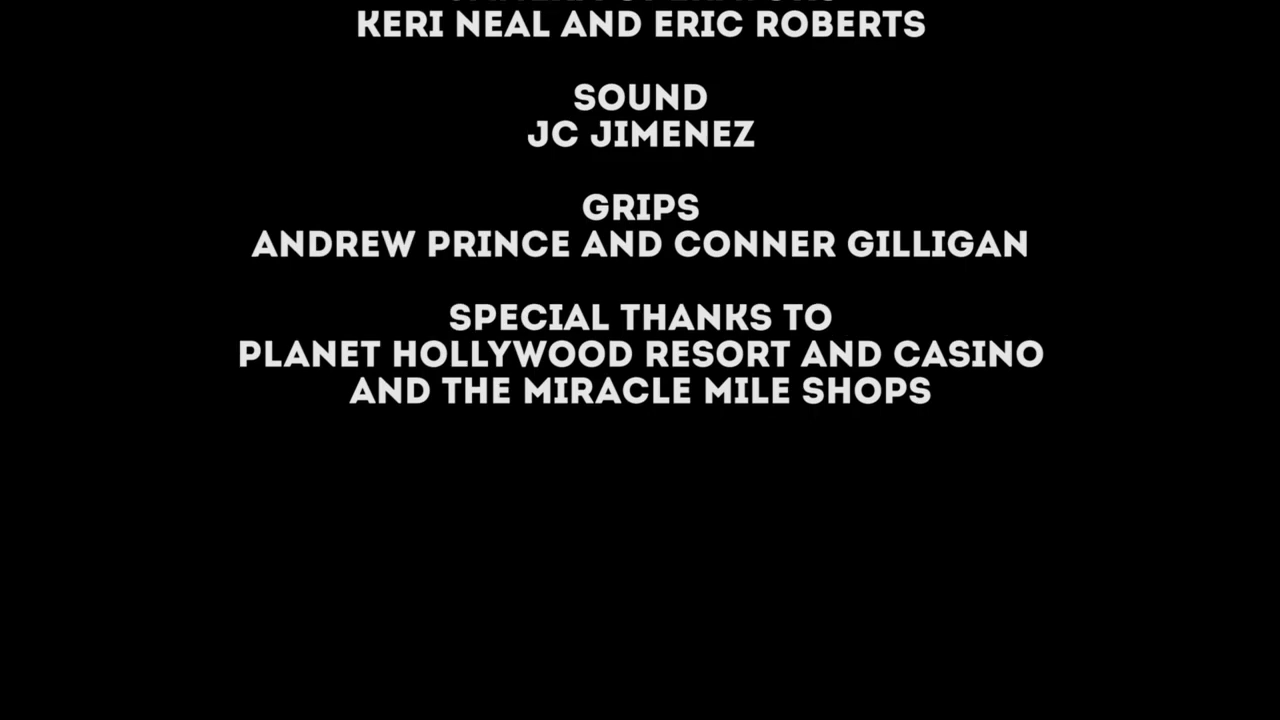 KERI NEAL AND ERIC ROBERTS
SOUND
JC JIMENEZ
GRIPS
ANDREW PRINCE AND CONNER GILLIGAN
SPECIAL THANKS TO
PLANET HOLLYWOOD RESORT AND CASINO
AND THE MIRACLE MILE SHOPS